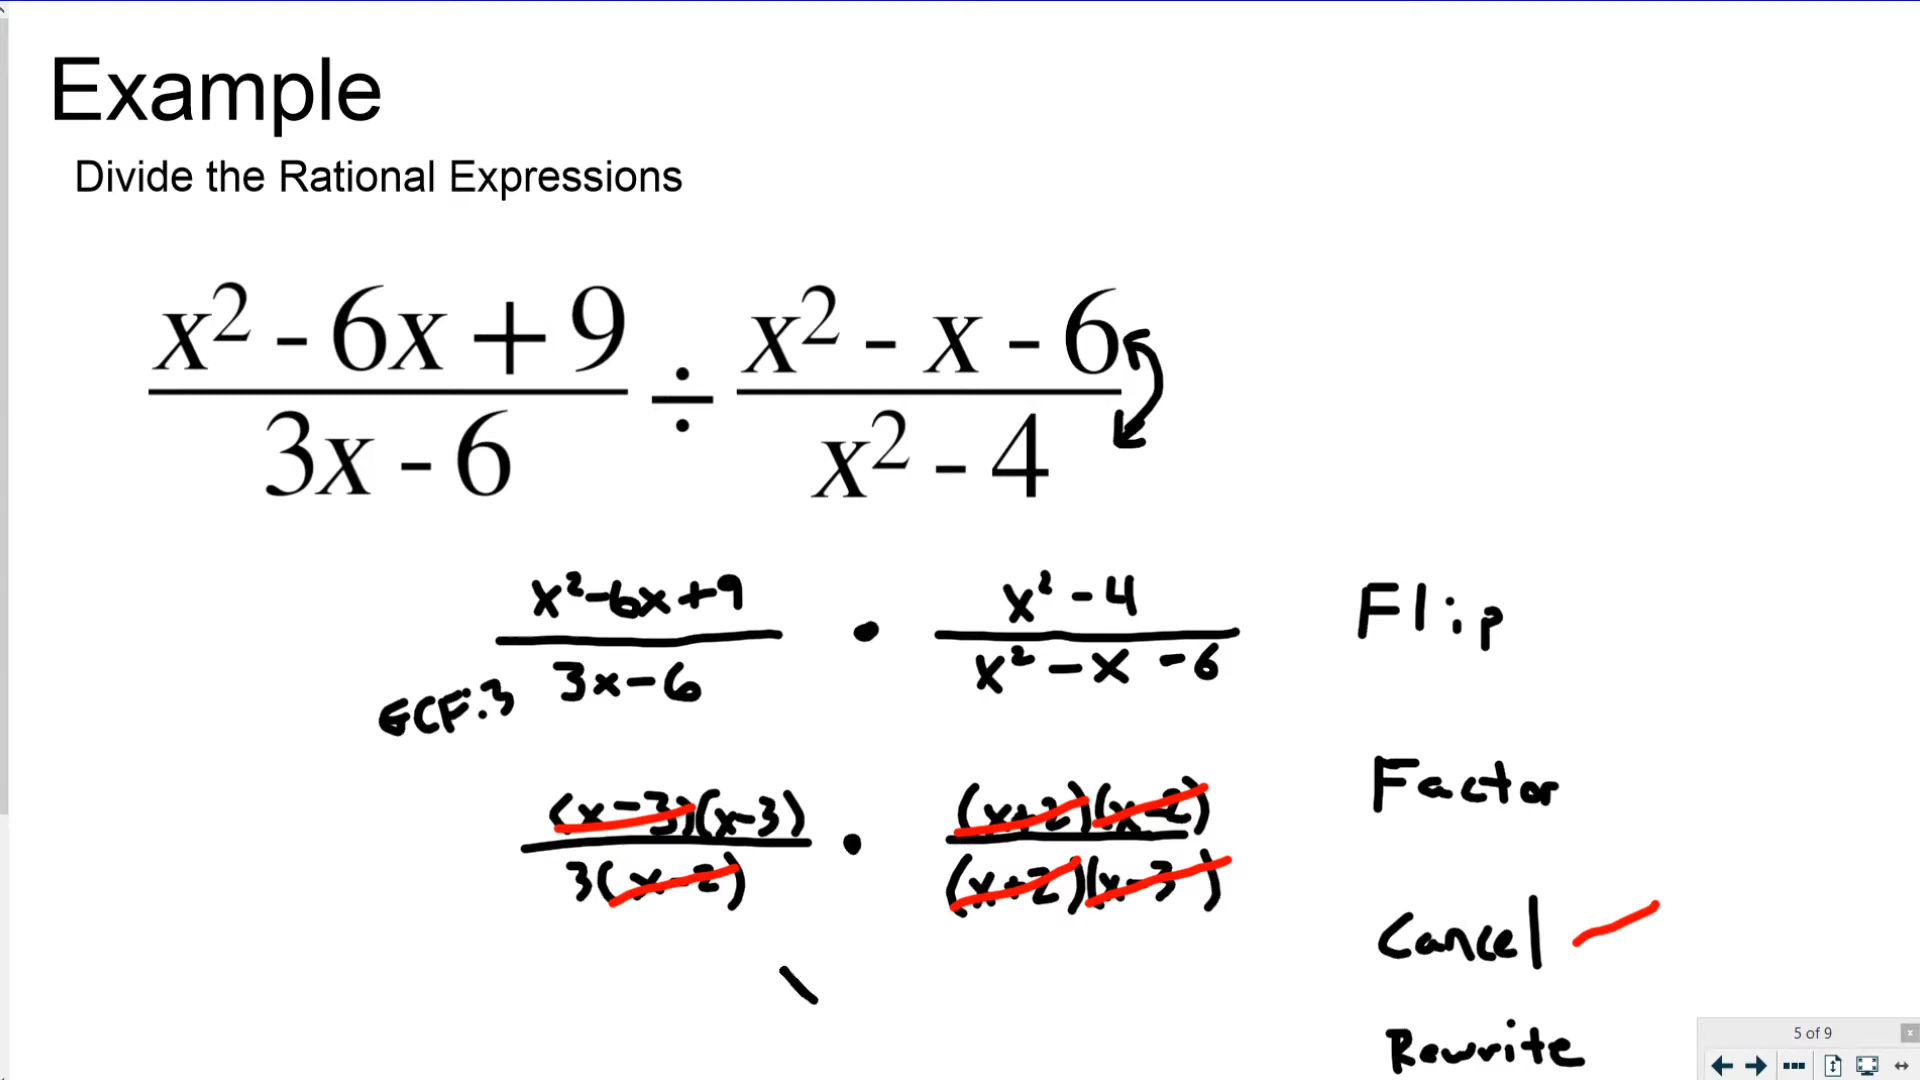 Example
Divide the Rational Expressions
x² - 6x + 9 ÷ x² - x - 6
3x - 6 x² - 4
x²-6x+9 • x²-4 Flip
3x-6 x²-x-6
GCF:3
(x-3)(x-3) • (x+2)(x-2) Factor
3(x-2) (x+2)(x-3)
Cancel
Rewrite
5 of 9